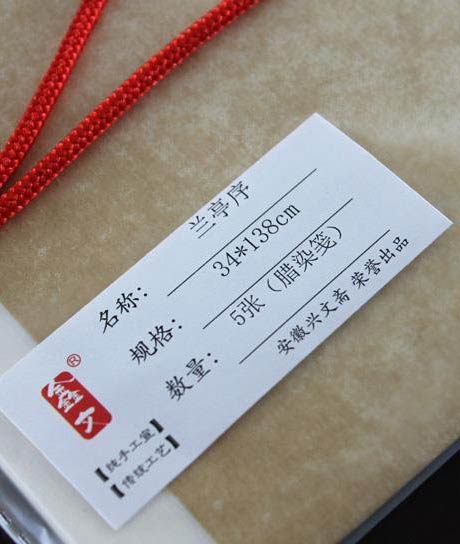 名称：兰亭序
规格：34*138cm
数量：5张（腊染笺）
安徽兴文斋 荣誉出品
鑫文®
【纯手工宣】
【传统工艺】